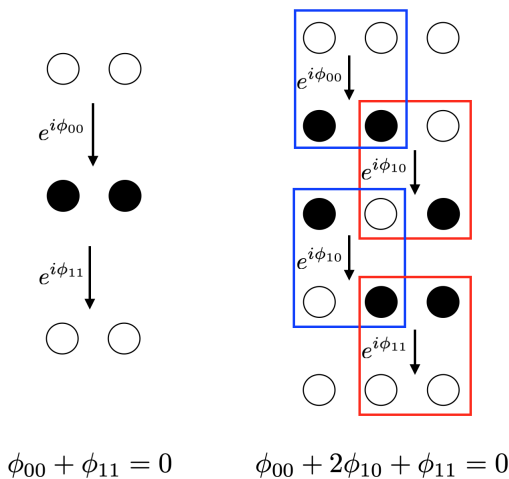 e^{iϕ_{00}}
e^{iϕ_{11}}
ϕ_{00} + ϕ_{11} = 0
e^{iϕ_{00}}
e^{iϕ_{10}}
e^{iϕ_{10}}
e^{iϕ_{11}}
ϕ_{00} + 2ϕ_{10} + ϕ_{11} = 0